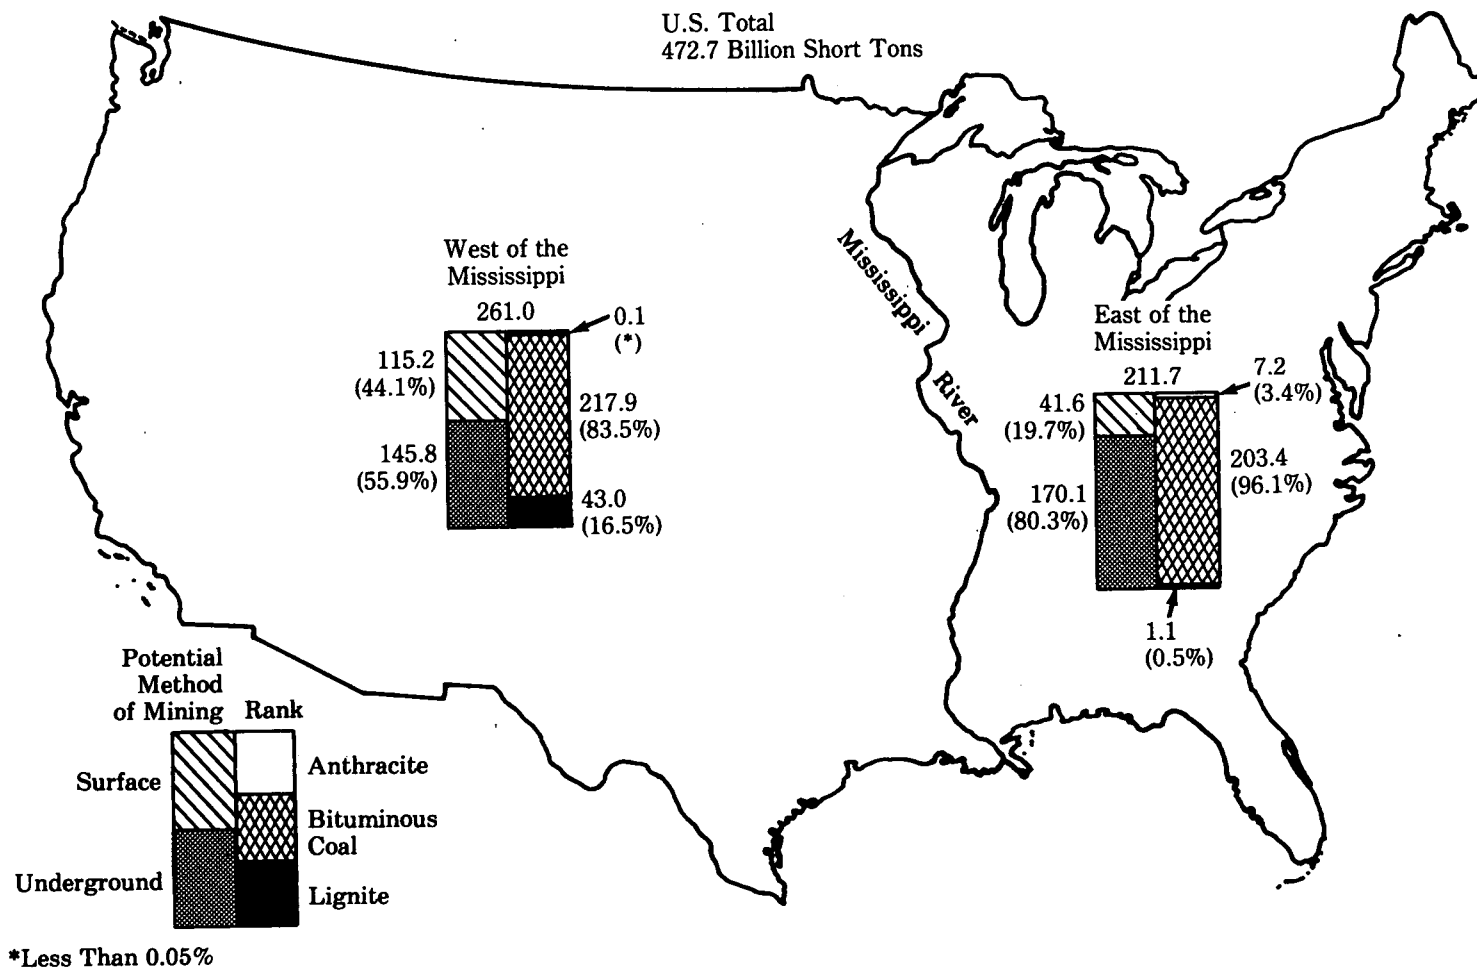 U.S. Total
472.7 Billion Short Tons
West of the
Mississippi
261.0
0.1
(*)
115.2
(44.1%)
217.9
(83.5%)
145.8
(55.9%)
43.0
(16.5%)
Mississippi
River
East of the
Mississippi
211.7
7.2
(3.4%)
41.6
(19.7%)
203.4
(96.1%)
170.1
(80.3%)
1.1
(0.5%)
Potential
Method
of Mining
Rank
Surface
Underground
Anthracite
Bituminous
Coal
Lignite
*Less Than 0.05%